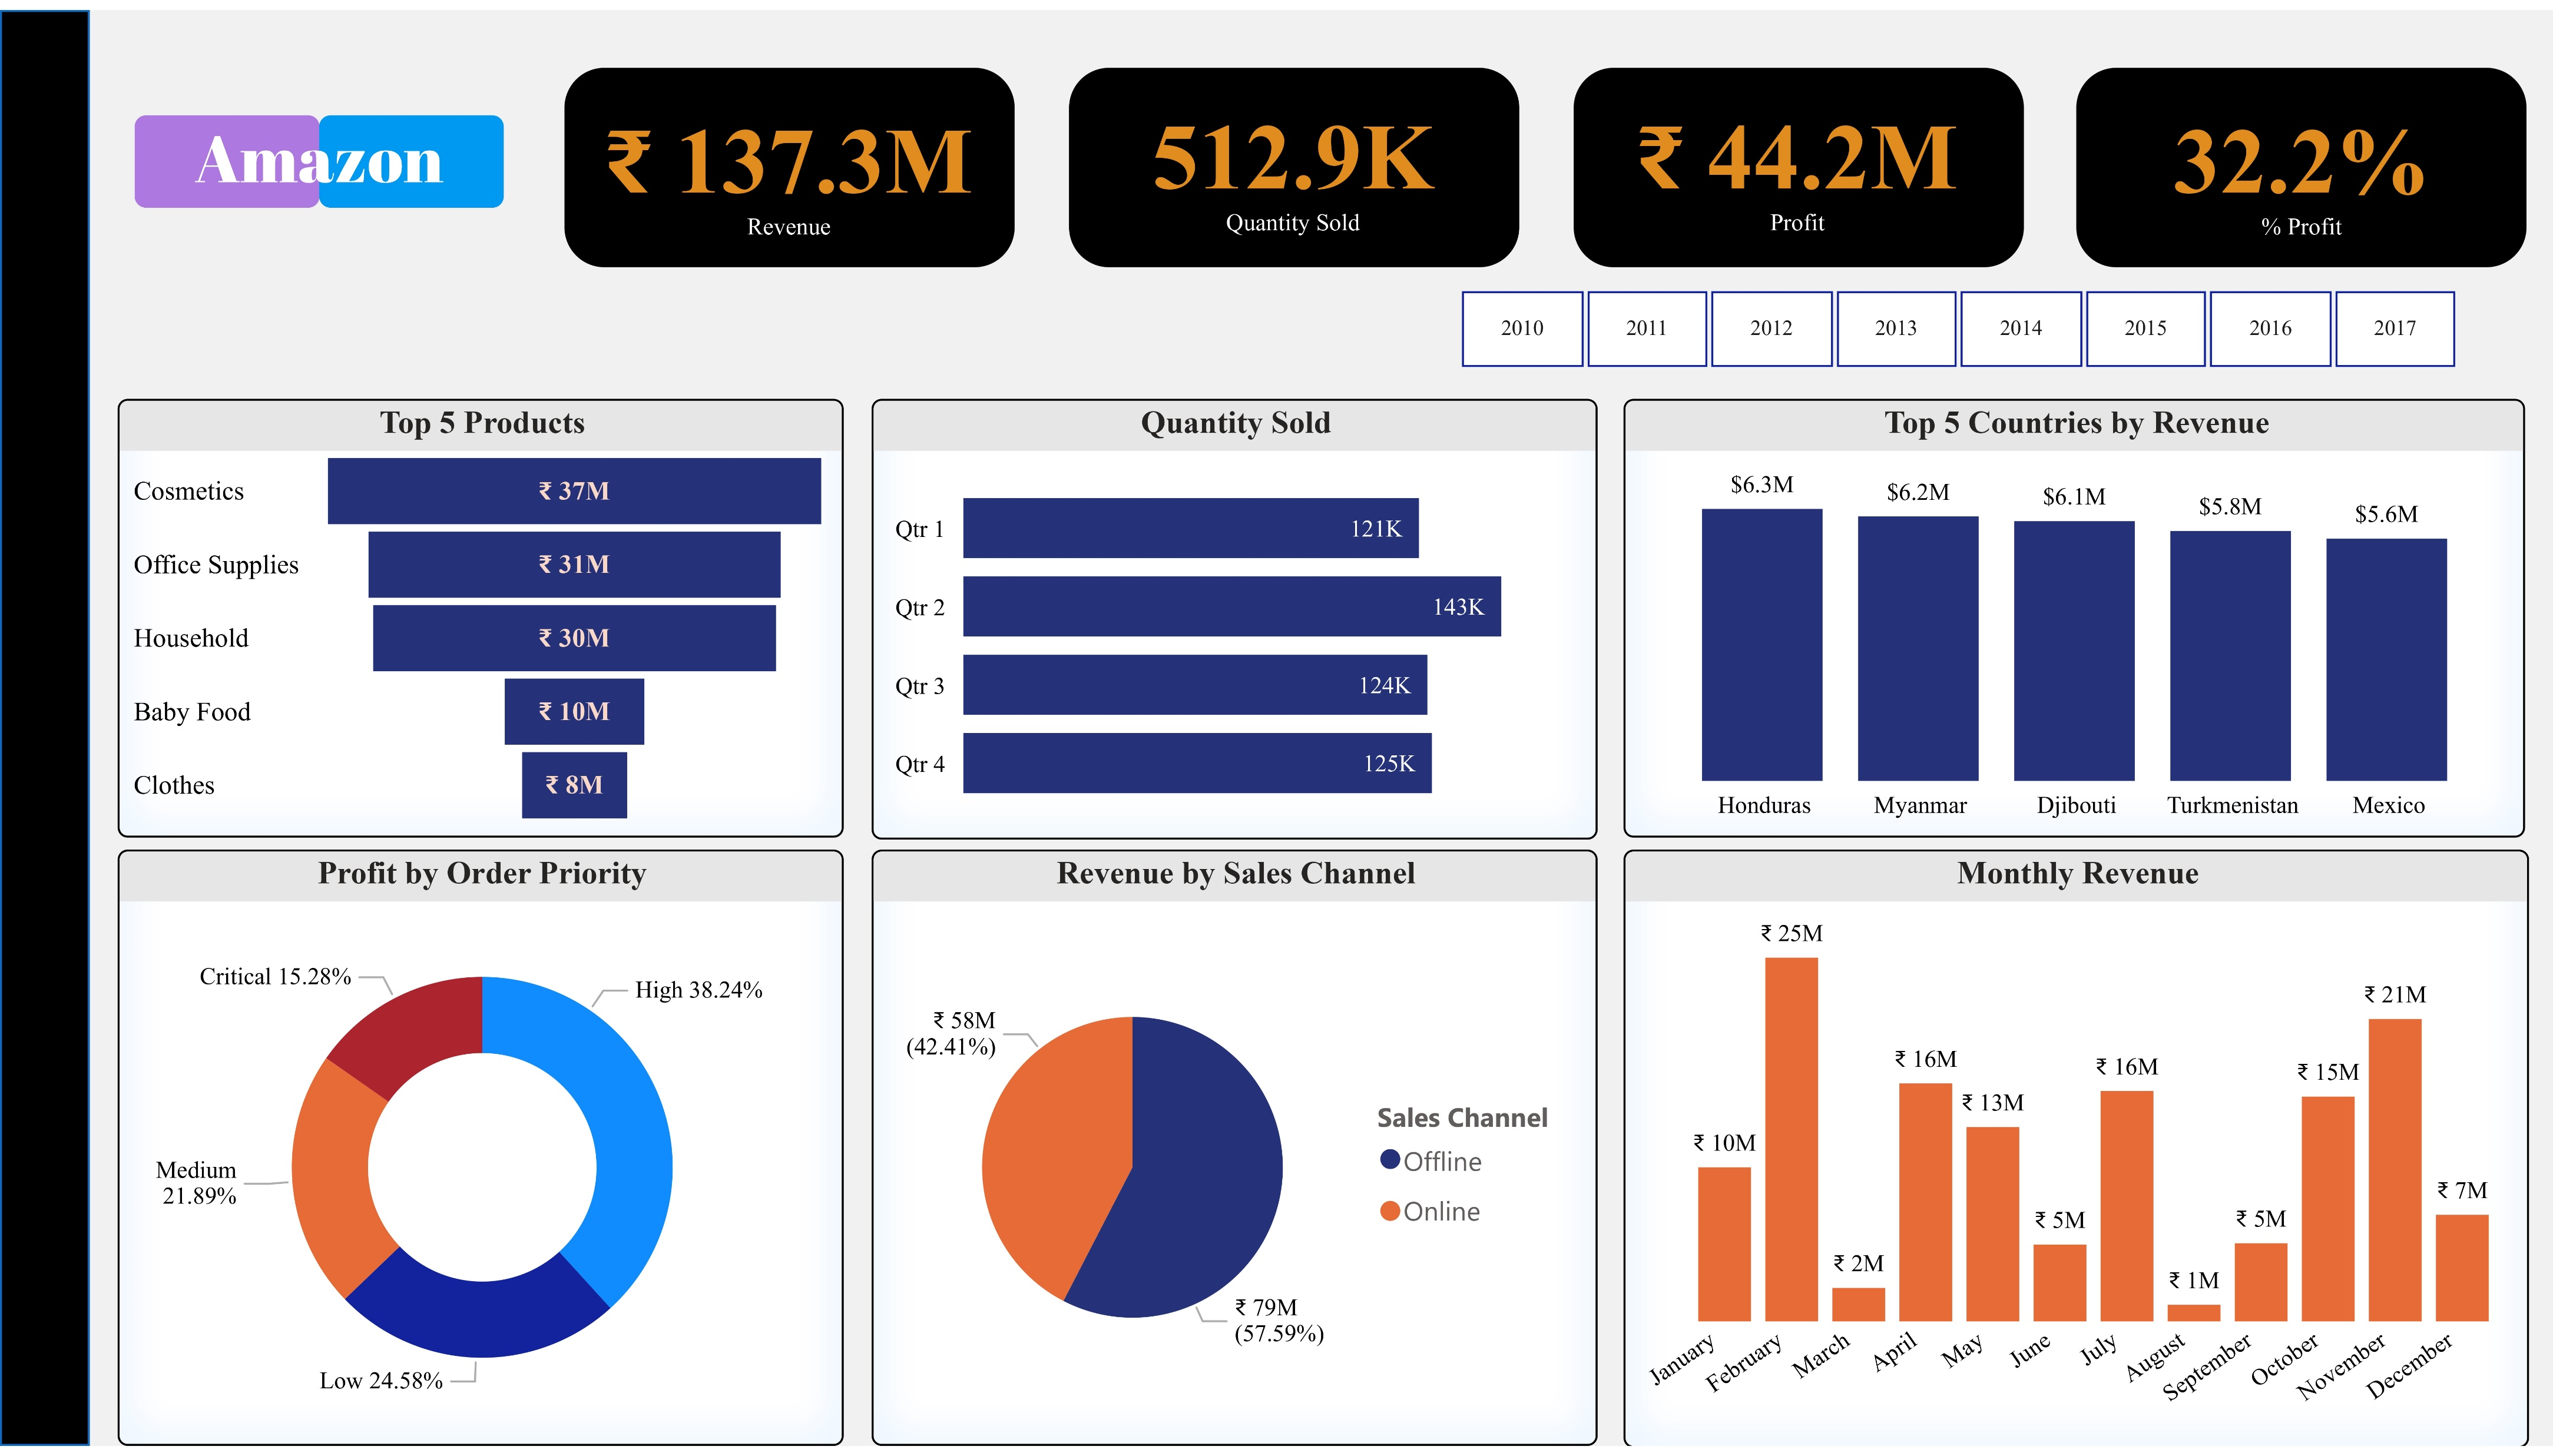 Amazon
₹ 137.3M
Revenue
512.9K
Quantity Sold
₹ 44.2M
Profit
32.2%
% Profit
2010
2011
2012
2013
2014
2015
2016
2017
Top 5 Products
Cosmetics
₹ 37M
Office Supplies
₹ 31M
Household
₹ 30M
Baby Food
₹ 10M
Clothes
₹ 8M
Quantity Sold
Qtr 1
121K
Qtr 2
143K
Qtr 3
124K
Qtr 4
125K
Top 5 Countries by Revenue
$6.3M
$6.2M
$6.1M
$5.8M
$5.6M
Honduras
Myanmar
Djibouti
Turkmenistan
Mexico
Profit by Order Priority
Critical 15.28%
High 38.24%
Medium
21.89%
Low 24.58%
Revenue by Sales Channel
₹ 58M
(42.41%)
₹ 79M
(57.59%)
Sales Channel
Offline
Online
Monthly Revenue
₹ 10M
₹ 25M
₹ 2M
₹ 16M
₹ 13M
₹ 5M
₹ 16M
₹ 1M
₹ 5M
₹ 15M
₹ 21M
₹ 7M
January
February
March
April
May
June
July
August
September
October
November
December